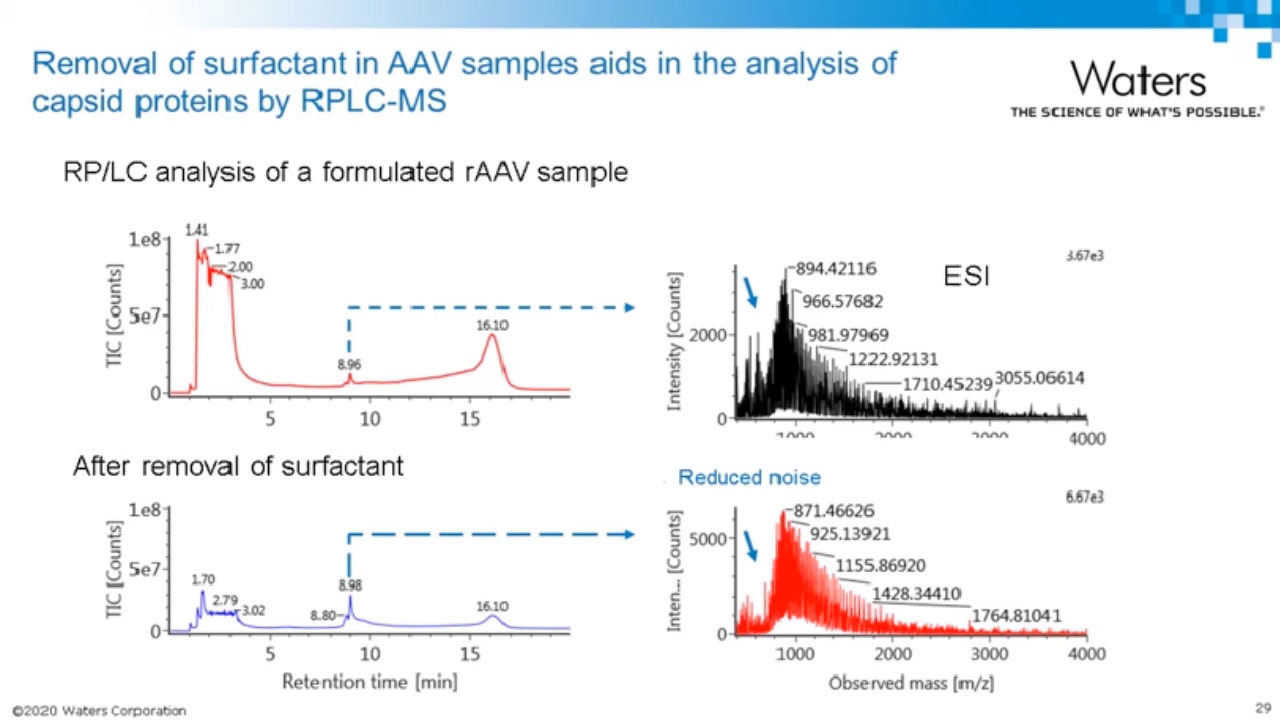 Removal of surfactant in AAV samples aids in the analysis of
capsid proteins by RPLC-MS
Waters
THE SCIENCE OF WHAT'S POSSIBLE.®
RP/LC analysis of a formulated rAAV sample
TIC [Counts]
1e8
5e7
0
1.41
1.77
2.00
3.00
8.96
16.10
5
10
15
Intensity [Counts]
2000
0
894.42116
966.57682
981.97969
1222.92131
1710.45239
3055.06614
ESI
3.67e3
1000
2000
3000
4000
After removal of surfactant
TIC [Counts]
1e8
5e7
0
1.70
2.79
3.02
8.80
8.98
16.10
5
10
15
Retention time [min]
Reduced noise
6.67e3
Inten... [Counts]
5000
0
871.46626
925.13921
1155.86920
1428.34410
1764.81041
1000
2000
3000
4000
Observed mass [m/z]
©2020 Waters Corporation
29